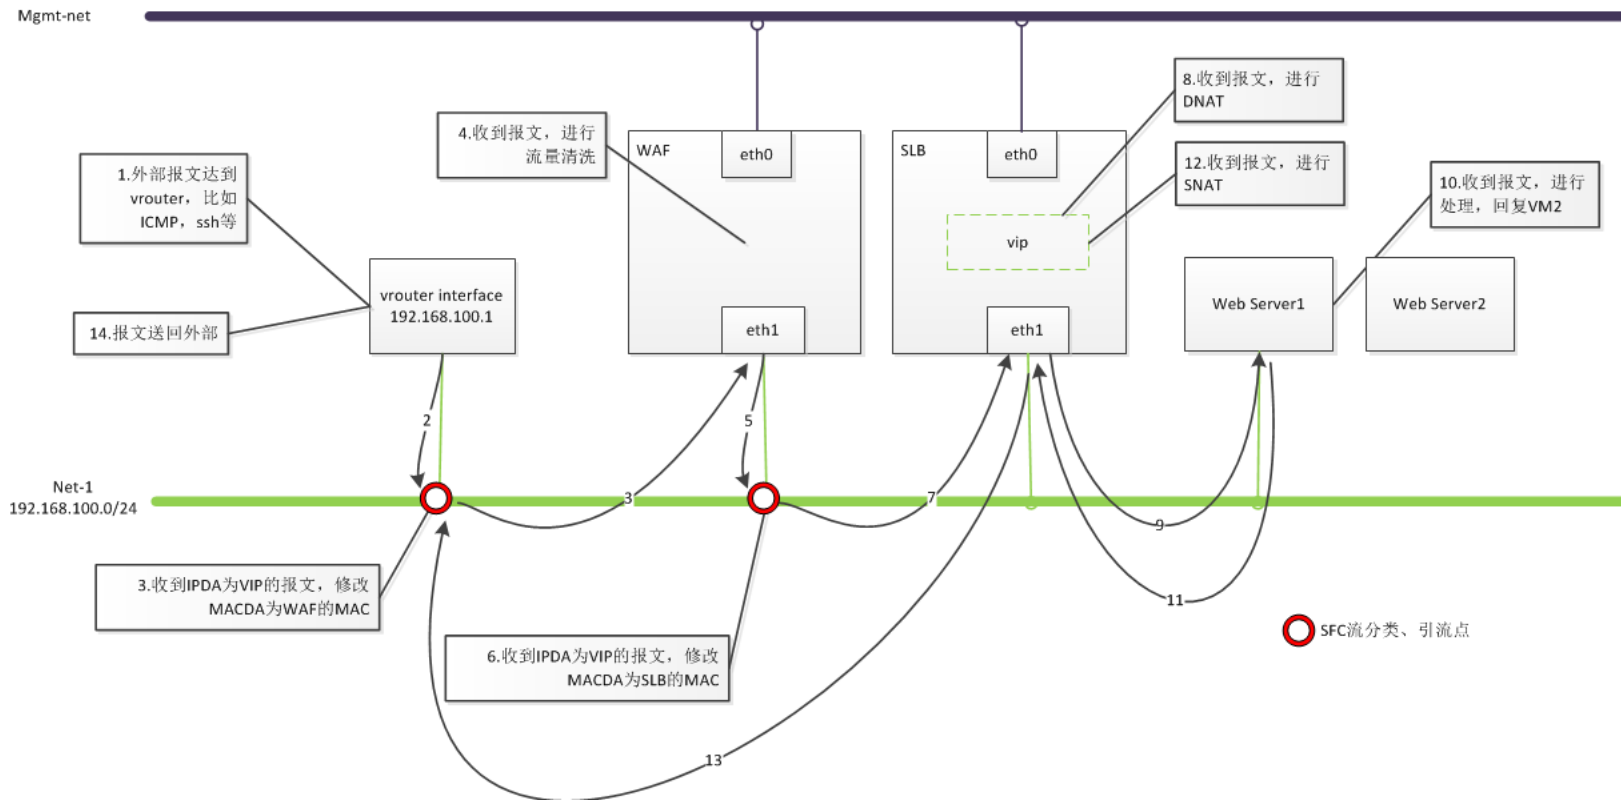 Mgmt-net
8.收到报文，进行
DNAT
4.收到报文，进行
流量清洗
WAF
eth0
SLB
eth0
12.收到报文，进行
SNAT
1.外部报文达到
vrouter，比如
ICMP，ssh等
10.收到报文，进行
处理，回复VM2
vip
vrouter interface
192.168.100.1
Web Server1
Web Server2
14.报文送回外部
eth1
eth1
2
5
Net-1
192.168.100.0/24
3
7
9
3.收到IPDA为VIP的报文，修改
MACDA为WAF的MAC
11
SFC流分类、引流点
6.收到IPDA为VIP的报文，修改
MACDA为SLB的MAC
13